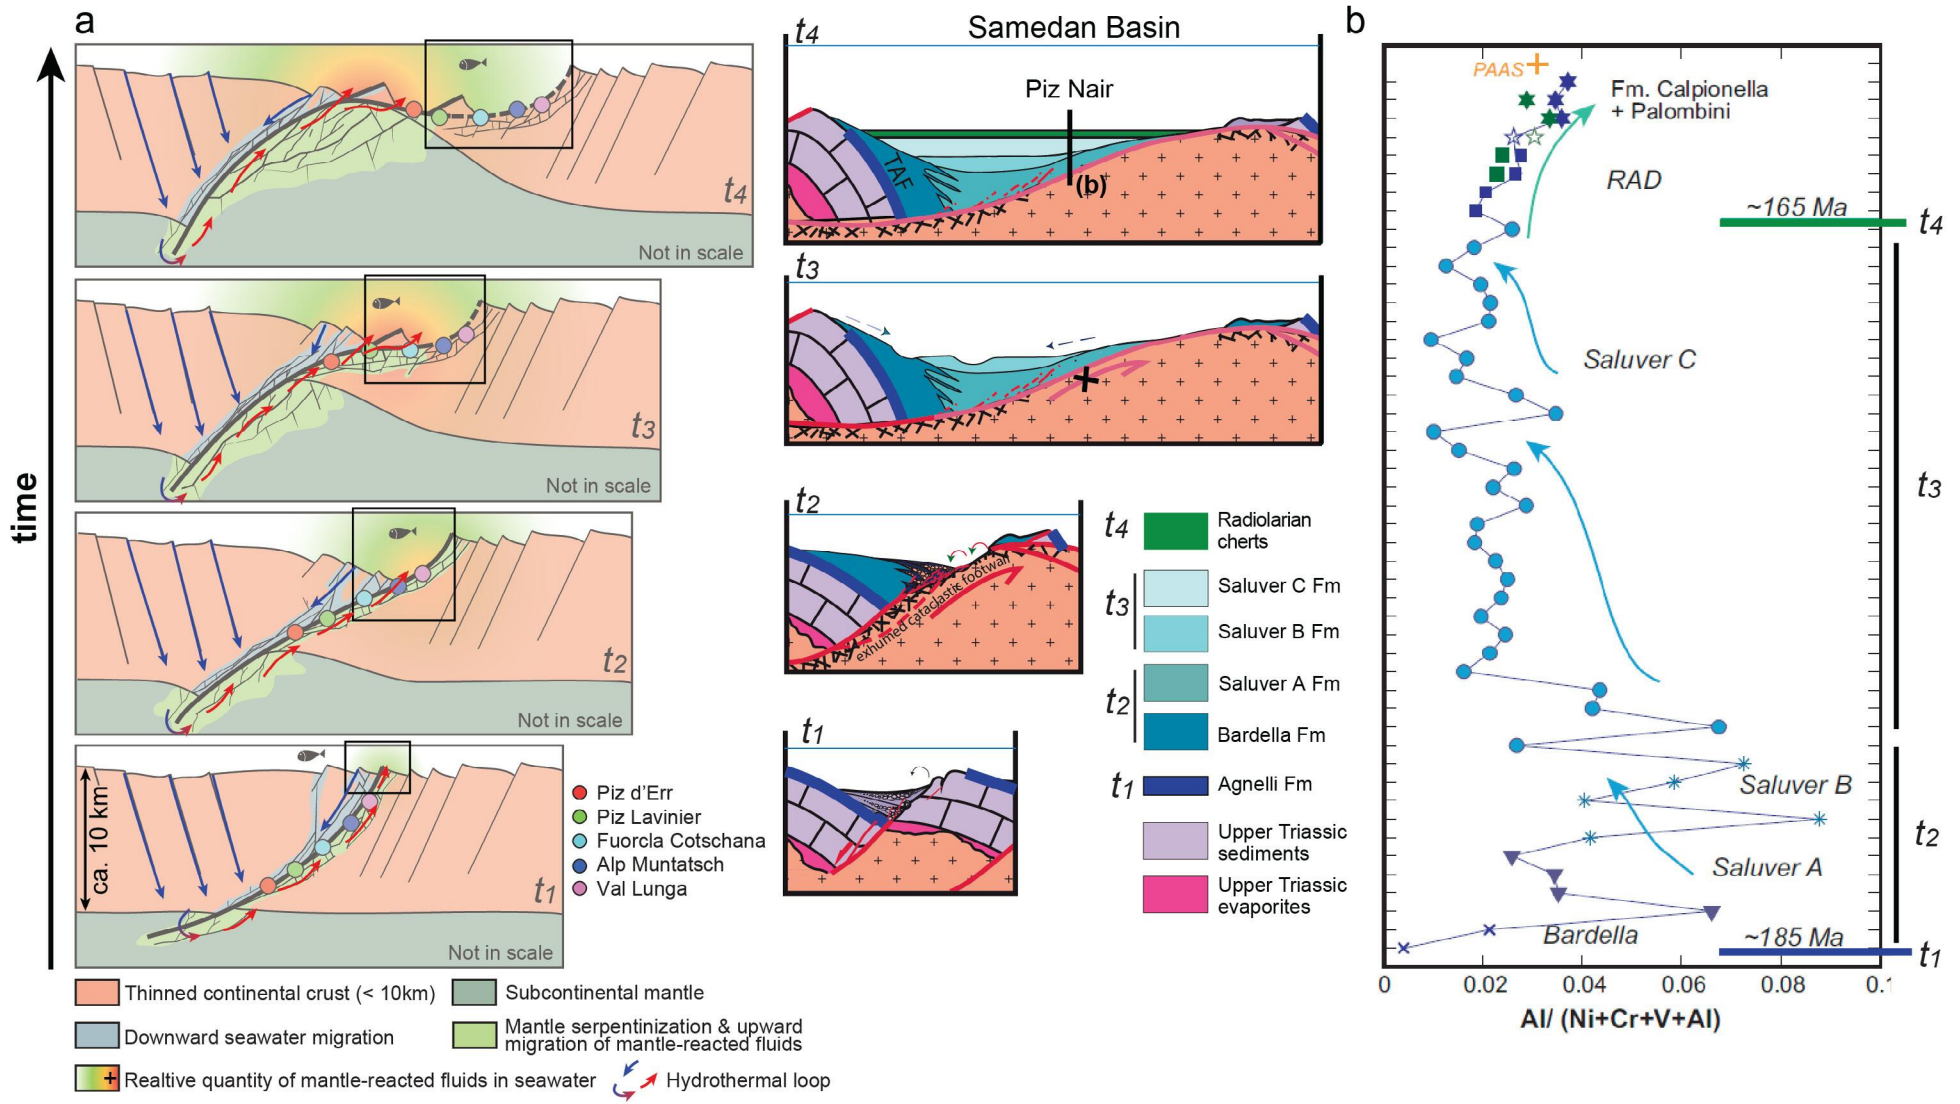 a
time
t4
Not in scale
t3
Not in scale
t2
Not in scale
ca. 10 km
t1
Not in scale
Piz d'Err
Piz Lavinier
Fuorcla Cotschana
Alp Muntatsch
Val Lunga
Thinned continental crust (< 10km)
Subcontinental mantle
Downward seawater migration
Mantle serpentinization & upward
migration of mantle-reacted fluids
+
Realtive quantity of mantle-reacted fluids in seawater
Hydrothermal loop
Samedan Basin
t4
Piz Nair
TAF
(b)
t3
t2
exhumed cataclastic footwall
t1
t4
Radiolarian
cherts
t3
Saluver C Fm
Saluver B Fm
t2
Saluver A Fm
Bardella Fm
t1
Agnelli Fm
Upper Triassic
sediments
Upper Triassic
evaporites
b
PAAS
Fm. Calpionella
+ Palombini
RAD
~165 Ma
t4
Saluver C
t3
Saluver B
t2
Saluver A
Bardella
~185 Ma
t1
0
0.02
0.04
0.06
0.08
0.1
Al/ (Ni+Cr+V+Al)